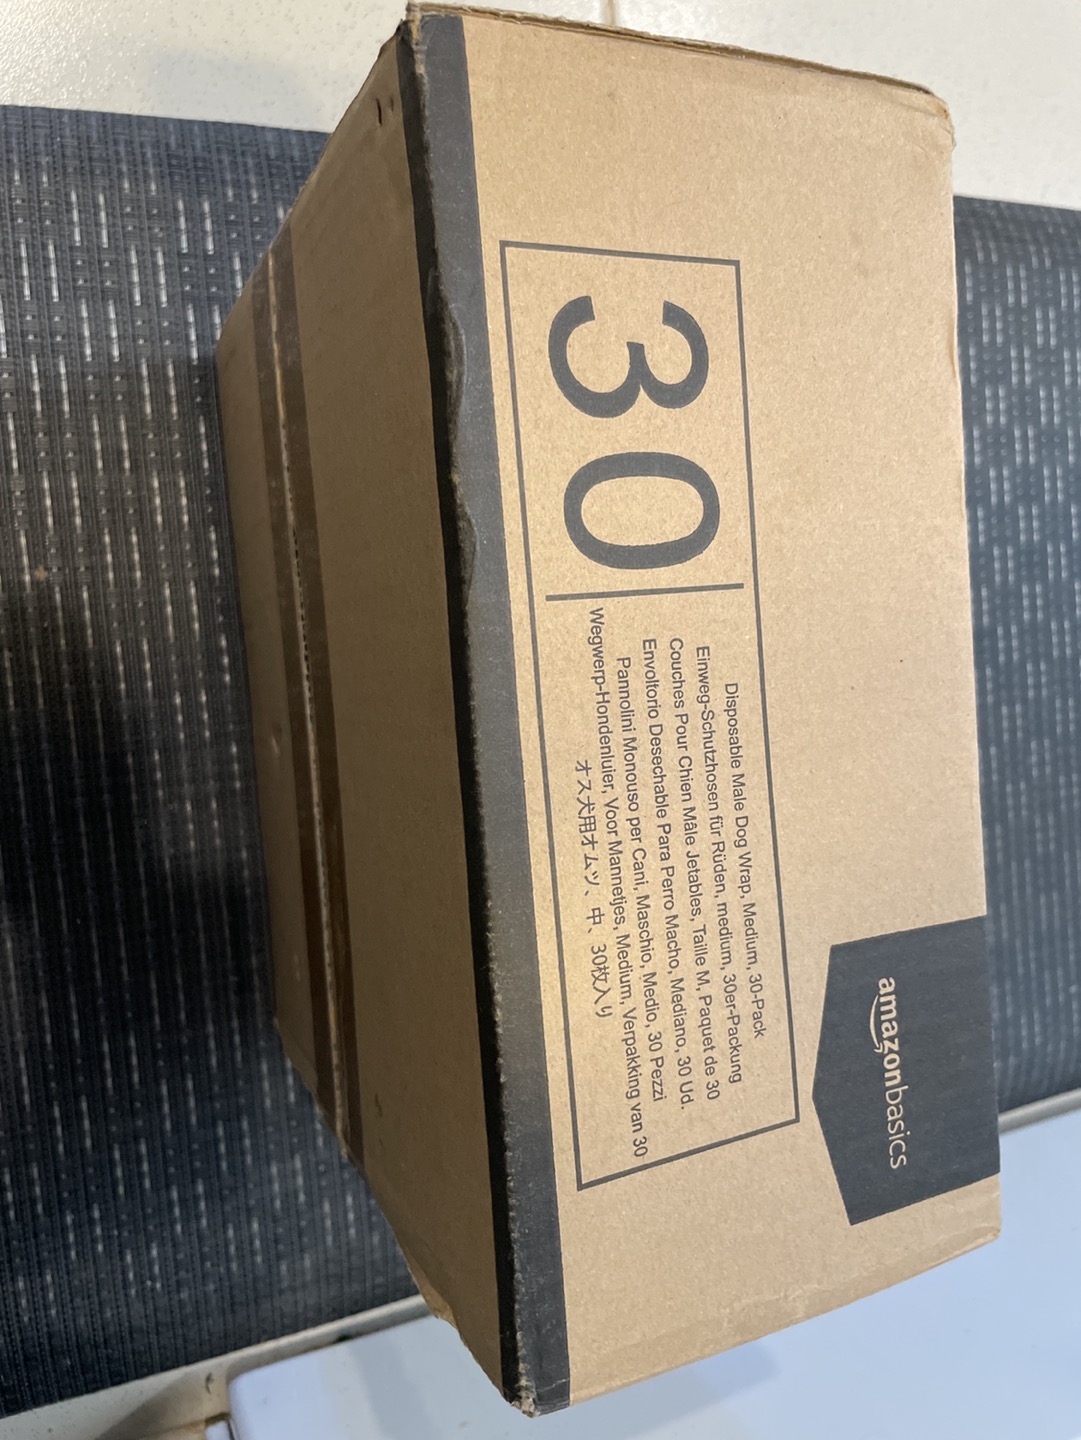 amazonbasics
30
Disposable Male Dog Wrap, Medium, 30-Pack
Einweg-Schutzhosen für Rüden, medium, 30er-Packung
Couches Pour Chien Mâle Jetables, Taille M, Paquet de 30
Envoltorio Desechable Para Perro Macho, Mediano, 30 Ud.
Pannolini Monouso per Cani, Maschio, Medio, 30 Pezzi
Wegwerp-Hondenluier, Voor Mannetjes, Medium, Verpakking van 30
オス犬用オムツ、中、30枚入り